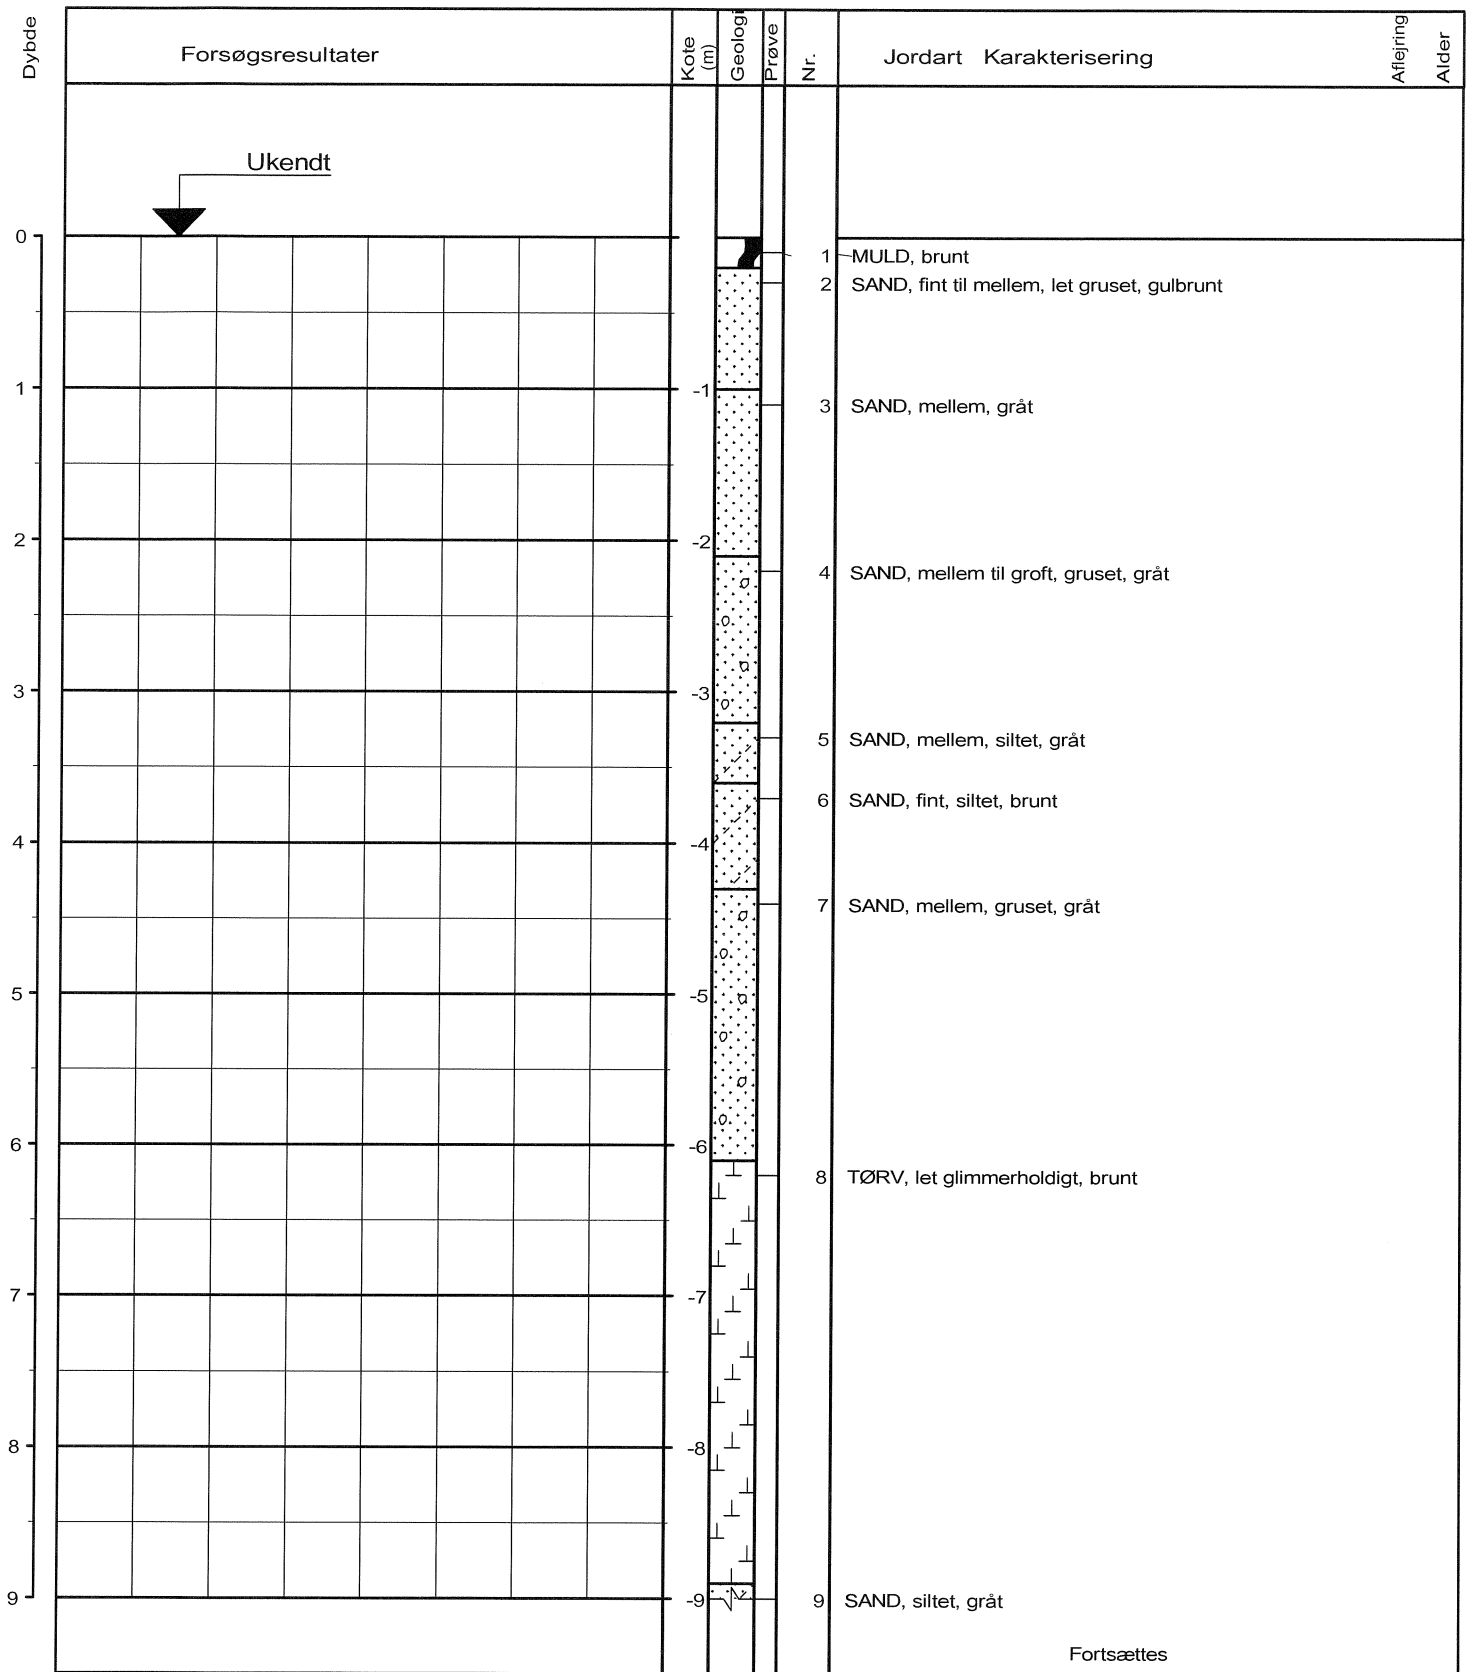 Dybde
Forsøgsresultater
Kote (m)
Geologi
Prøve
Nr.
Jordart Karakterisering
Aflejring
Alder
Ukendt
0
1 MULD, brunt
2 SAND, fint til mellem, let gruset, gulbrunt
1 -1
3 SAND, mellem, gråt
2 -2
4 SAND, mellem til groft, gruset, gråt
3 -3
5 SAND, mellem, siltet, gråt
6 SAND, fint, siltet, brunt
4 -4
7 SAND, mellem, gruset, gråt
5 -5
6 -6
8 TØRV, let glimmerholdigt, brunt
7 -7
8 -8
9 -9 9 SAND, siltet, gråt
Fortsættes